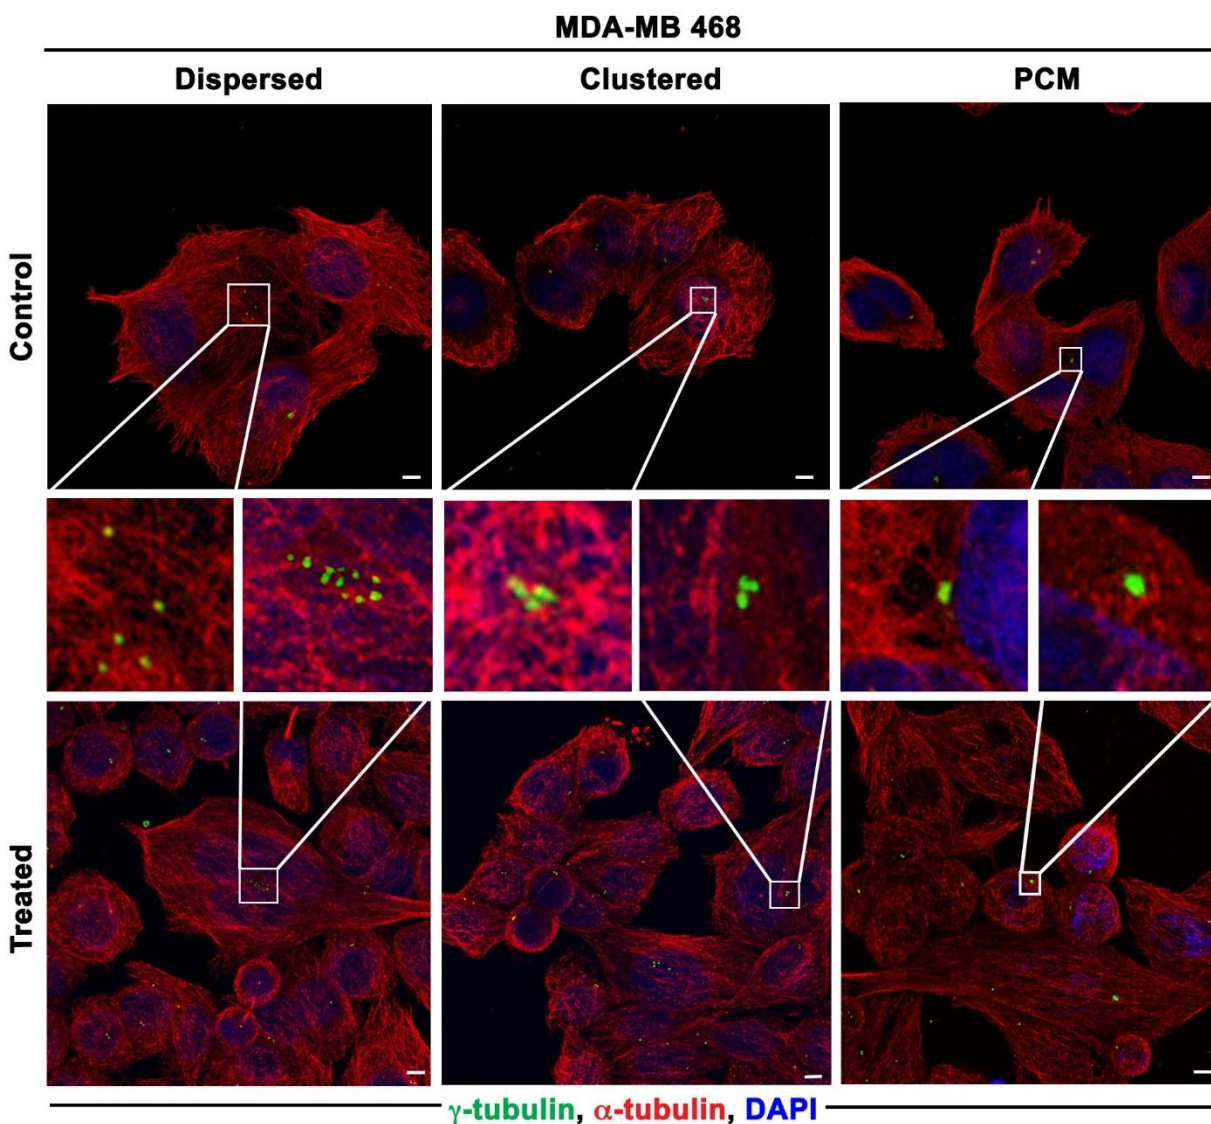 MDA-MB 468
Dispersed Clustered PCM
Control
Treated
γ-tubulin, α-tubulin, DAPI